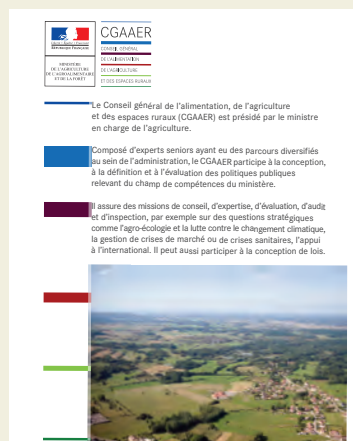 CGAAER
CONSEIL GÉNÉRAL
DE L'ALIMENTATION
DE L'AGRICULTURE
ET DES ESPACES RURAUX
RÉPUBLIQUE FRANÇAISE
MINISTÈRE
DE L'AGRICULTURE
DE L'AGROALIMENTAIRE
ET DE LA FORÊT
Le Conseil général de l'alimentation, de l'agriculture
et des espaces ruraux (CGAAER) est présidé par le ministre
en charge de l'agriculture.
Composé d'experts seniors ayant eu des parcours diversifiés
au sein de l'administration, le CGAAER participe à la conception,
à la définition et à l'évaluation des politiques publiques
relevant du champ de compétences du ministère.
Il assure des missions de conseil, d'expertise, d'évaluation, d'audit
et d'inspection, par exemple sur des questions stratégiques
comme l'agro-écologie et la lutte contre le changement climatique,
la gestion de crises de marché ou de crises sanitaires, l'appui
à l'international. Il peut aussi participer à la conception de lois.